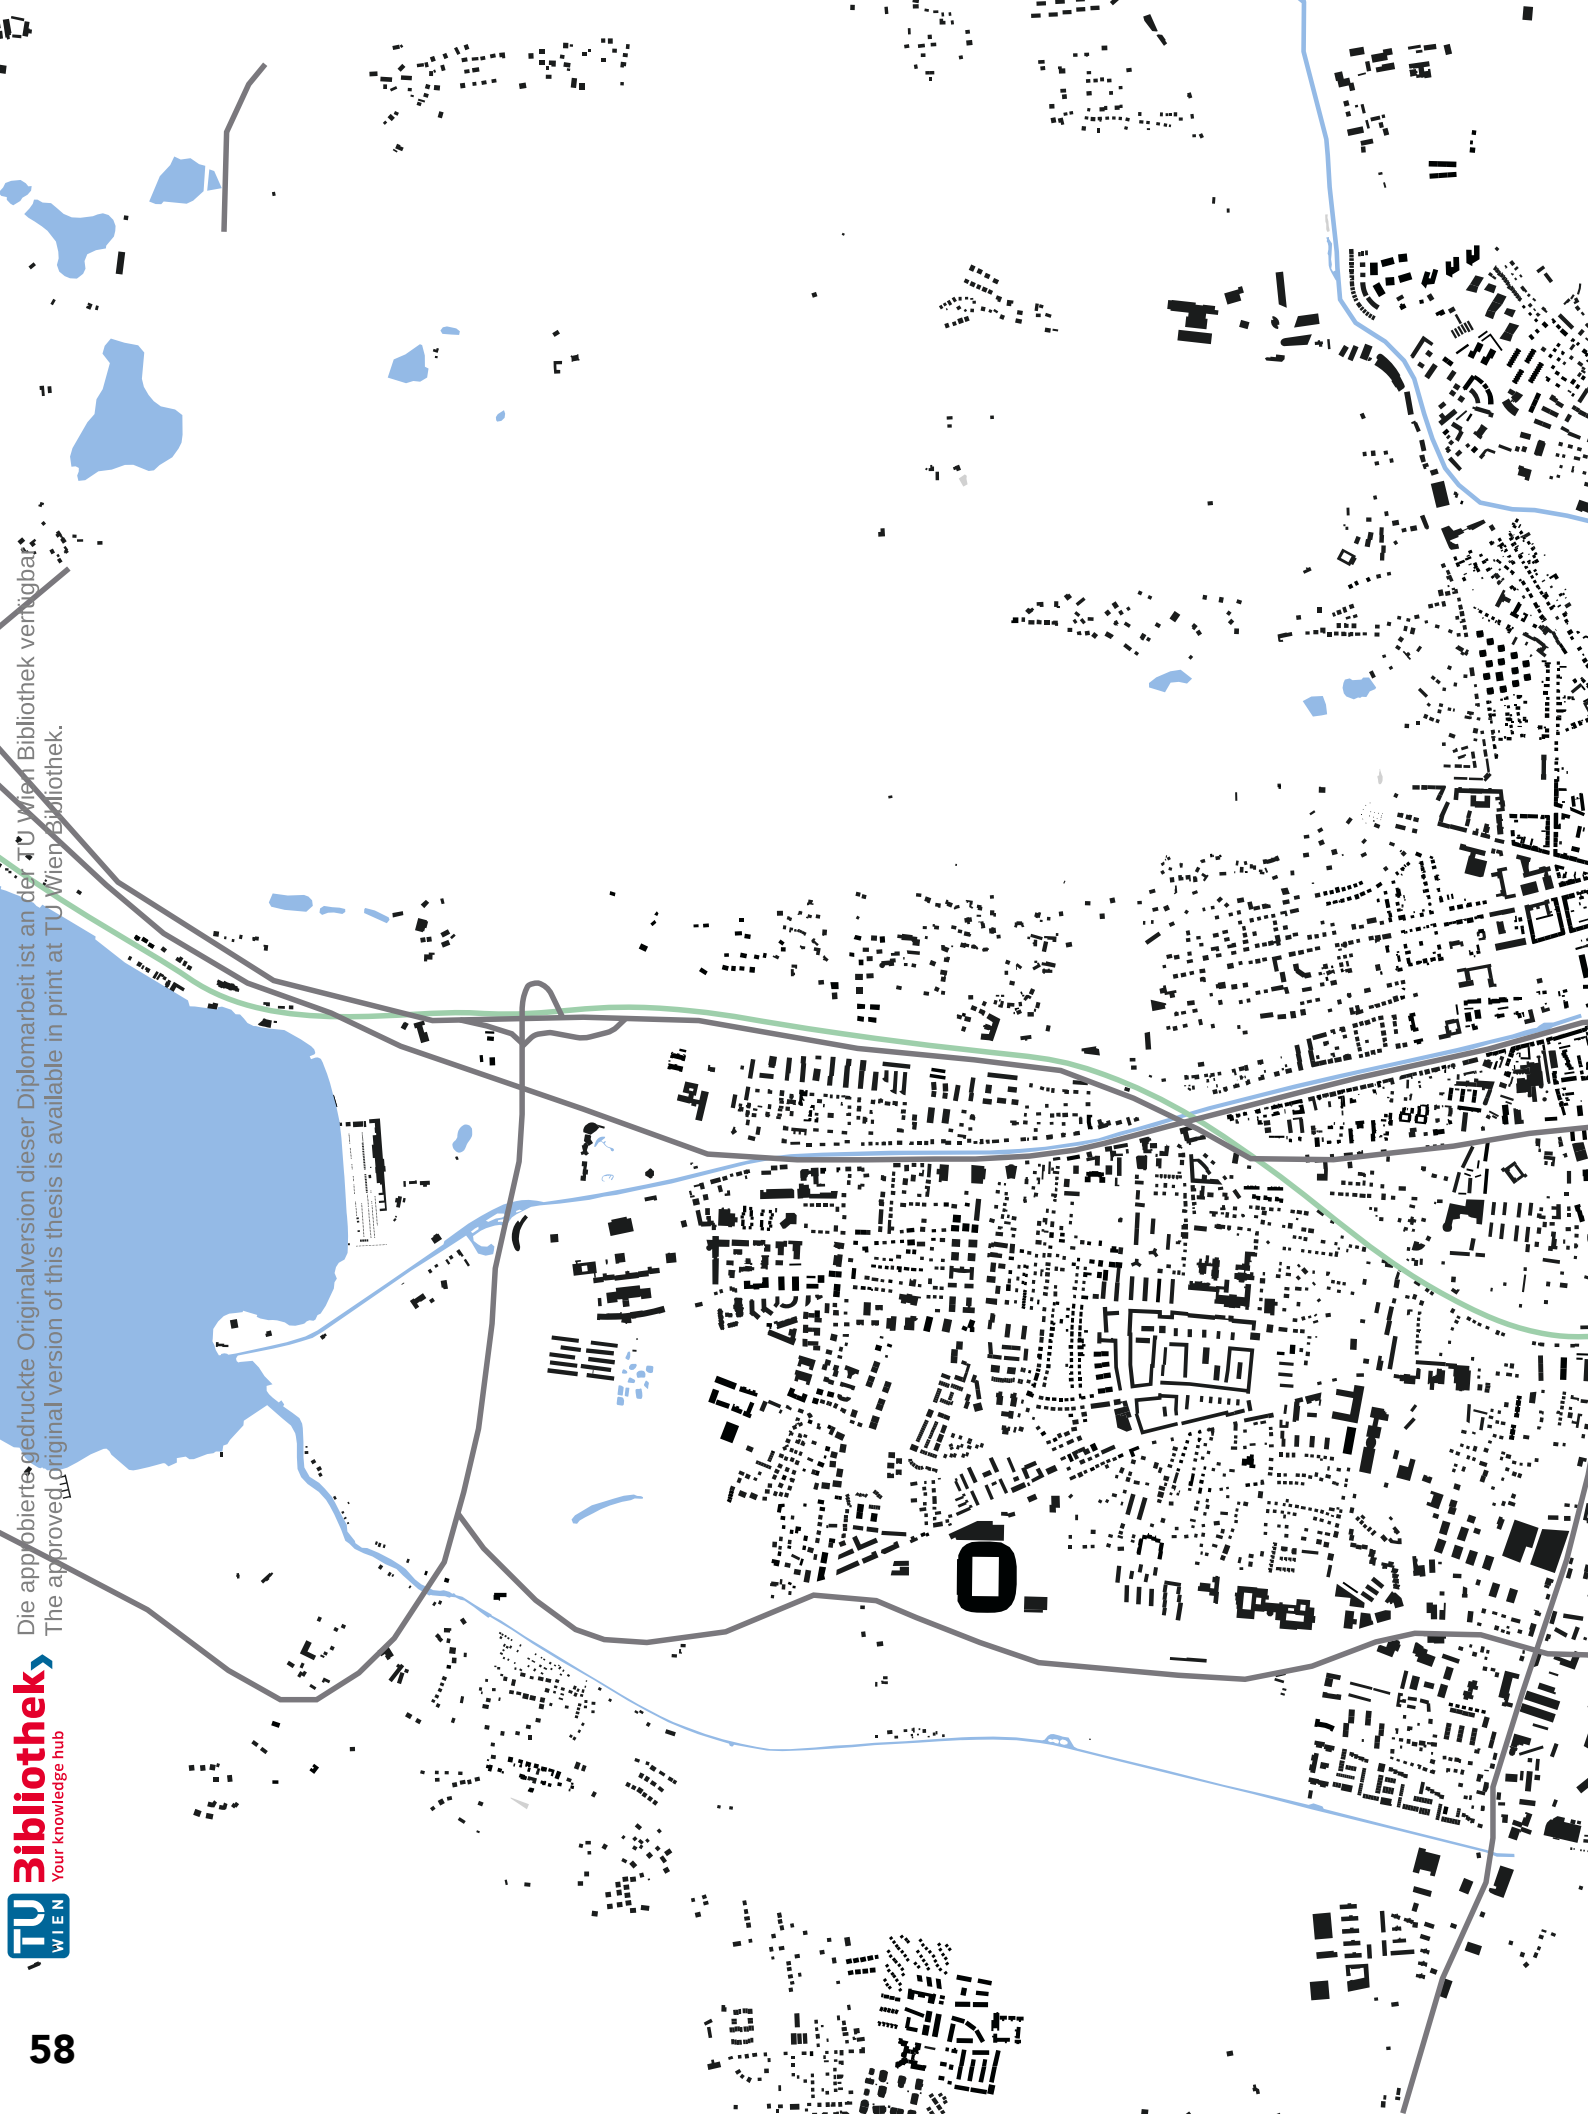 Die approbierte gedruckte Originalversion dieser Diplomarbeit ist an der TU Wien Bibliothek verfügbar.
The approved original version of this thesis is available in print at TU Wien Bibliothek.
TU
WIEN
Bibliothek
Your knowledge hub
58